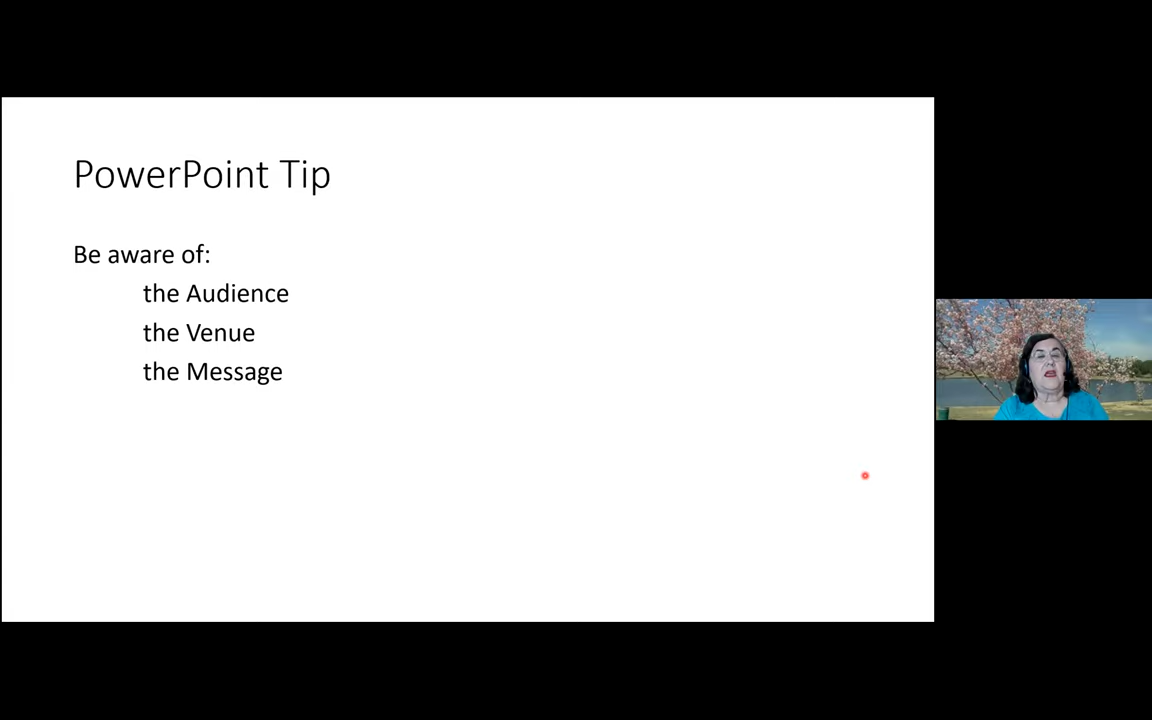 PowerPoint Tip
Be aware of:
the Audience
the Venue
the Message